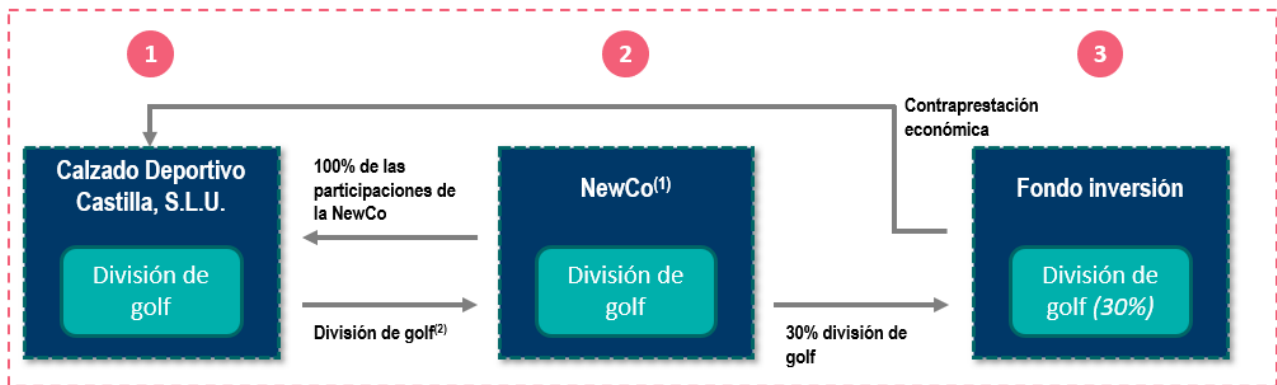 1
2
3
Contraprestación
económica
Calzado Deportivo
Castilla, S.L.U.
100% de las
participaciones de
la NewCo
NewCo(1)
Fondo inversión
División de
golf
División de
golf
División de
golf (30%)
División de golf(2)
30% división de
golf